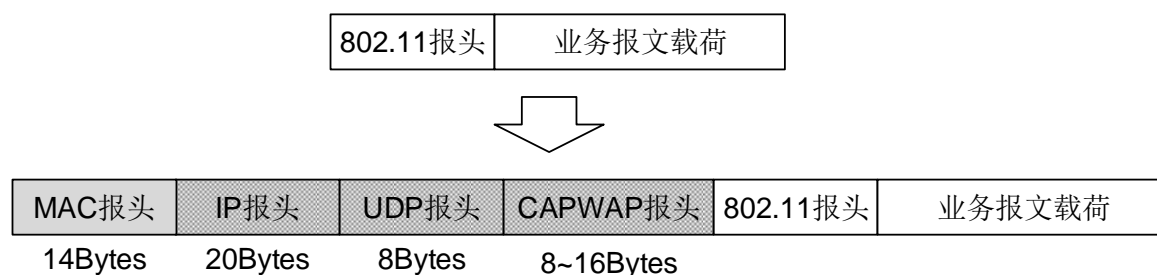 802.11报头 业务报文载荷
MAC报头 IP报头 UDP报头 CAPWAP报头 802.11报头 业务报文载荷
14Bytes 20Bytes 8Bytes 8~16Bytes